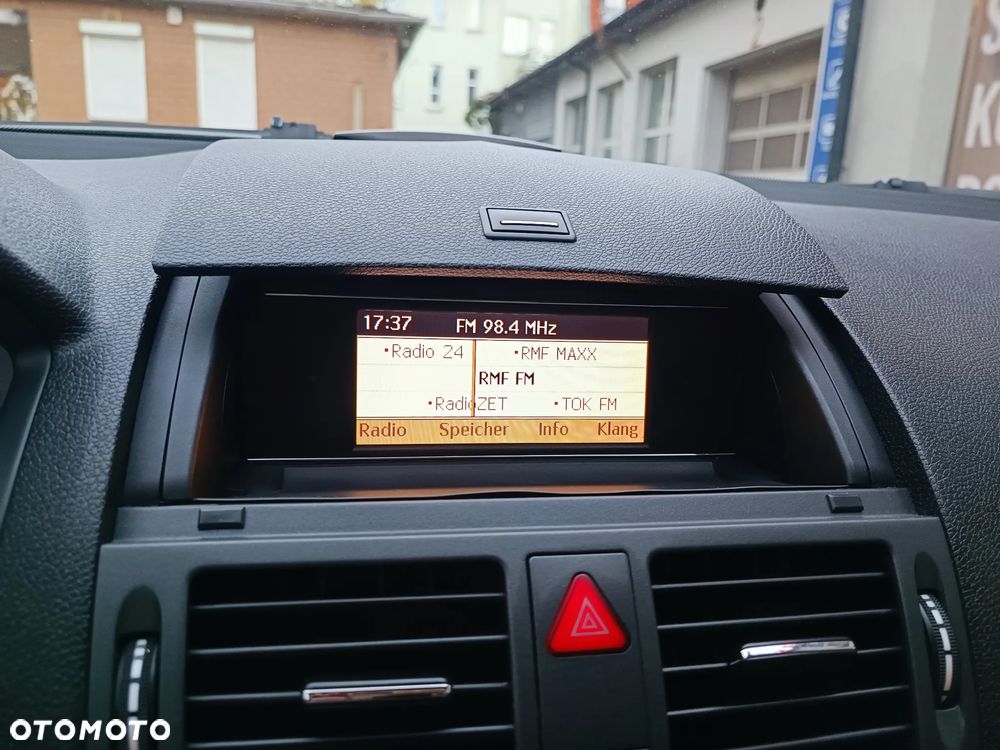 17:37 FM 98.4 MHz
•Radio 24 •RMF MAXX
RMF FM
•RadioZET •TOK FM
Radio Speicher Info Klang
OTOMOTO